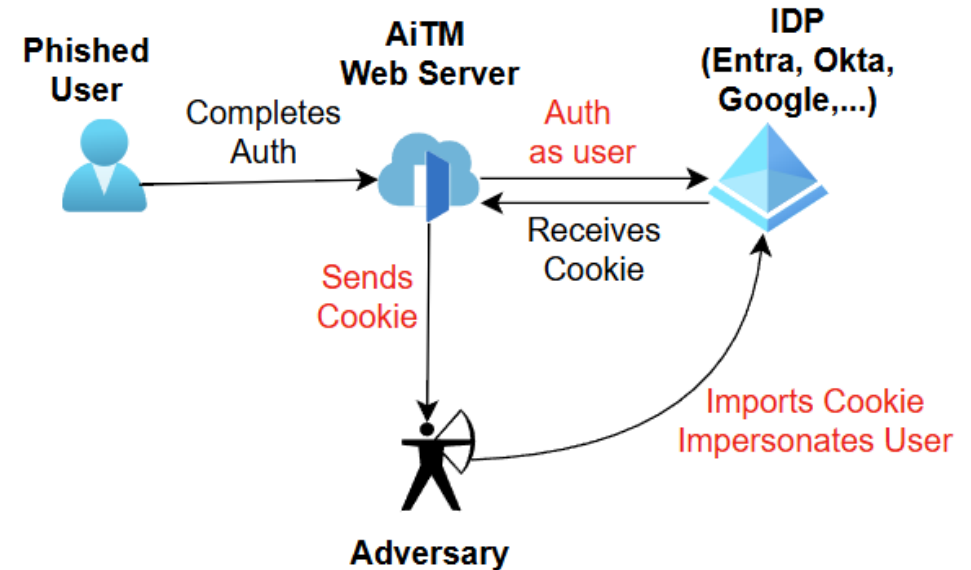 Phished
User
AiTM
Web Server
IDP
(Entra, Okta,
Google,...)
Completes
Auth
Auth
as user
Receives
Cookie
Sends
Cookie
Imports Cookie
Impersonates User
Adversary